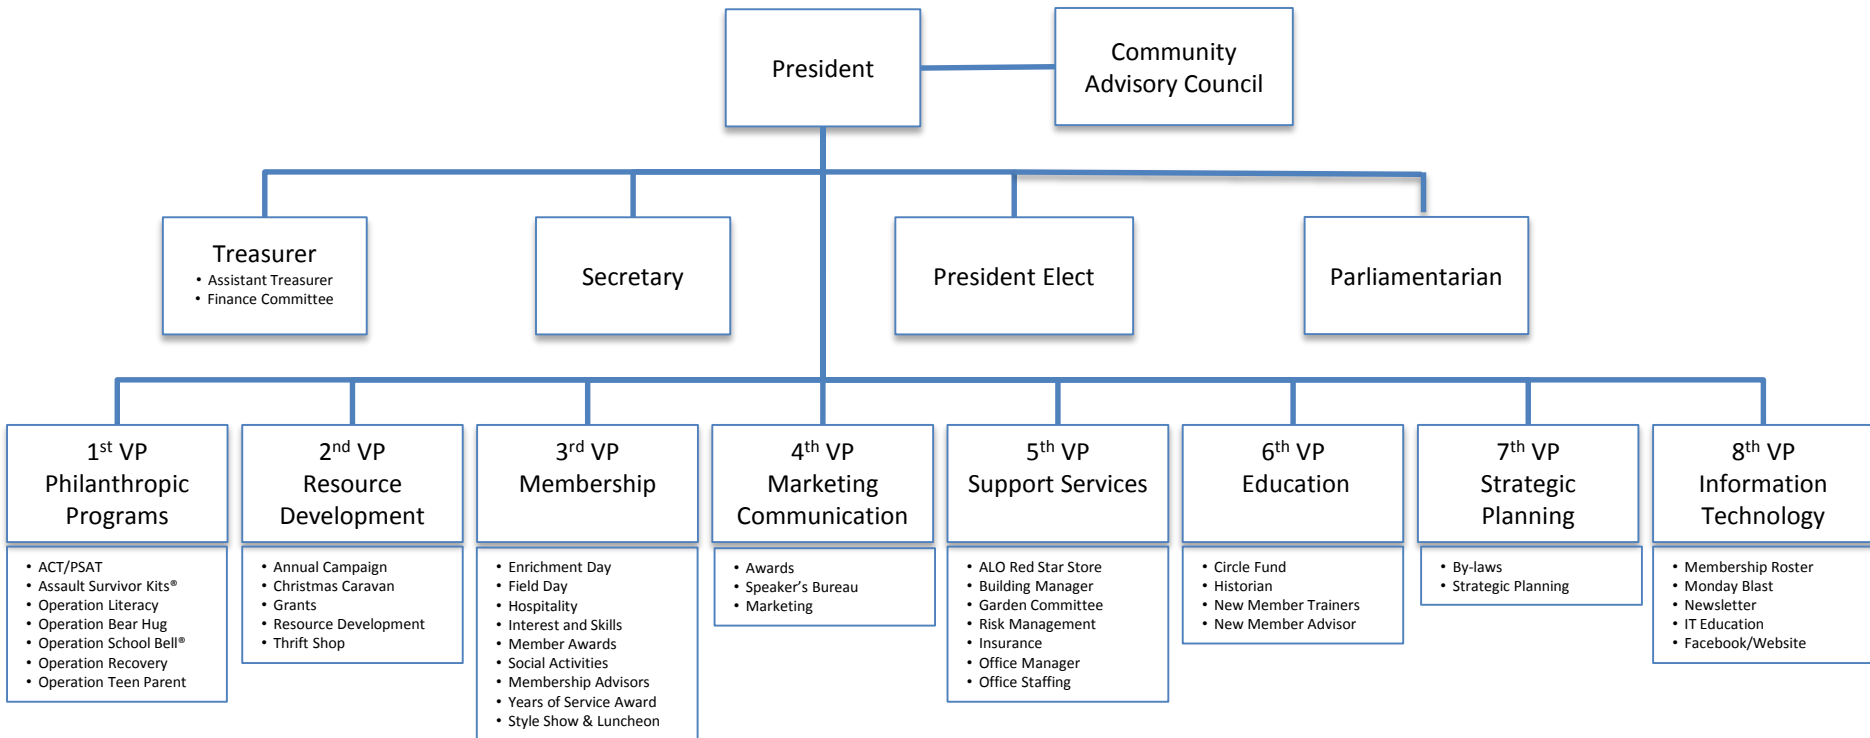 President
Community
Advisory Council
Treasurer
• Assistant Treasurer
• Finance Committee
Secretary
President Elect
Parliamentarian
1st VP
Philanthropic
Programs
• ACT/PSAT
• Assault Survivor Kits®
• Operation Literacy
• Operation Bear Hug
• Operation School Bell®
• Operation Recovery
• Operation Teen Parent
2nd VP
Resource
Development
• Annual Campaign
• Christmas Caravan
• Grants
• Resource Development
• Thrift Shop
3rd VP
Membership
• Enrichment Day
• Field Day
• Hospitality
• Interest and Skills
• Member Awards
• Social Activities
• Membership Advisors
• Years of Service Award
• Style Show & Luncheon
4th VP
Marketing
Communication
• Awards
• Speaker’s Bureau
• Marketing
5th VP
Support Services
• ALO Red Star Store
• Building Manager
• Garden Committee
• Risk Management
• Insurance
• Office Manager
• Office Staffing
6th VP
Education
• Circle Fund
• Historian
• New Member Trainers
• New Member Advisor
7th VP
Strategic
Planning
• By-laws
• Strategic Planning
8th VP
Information
Technology
• Membership Roster
• Monday Blast
• Newsletter
• IT Education
• Facebook/Website